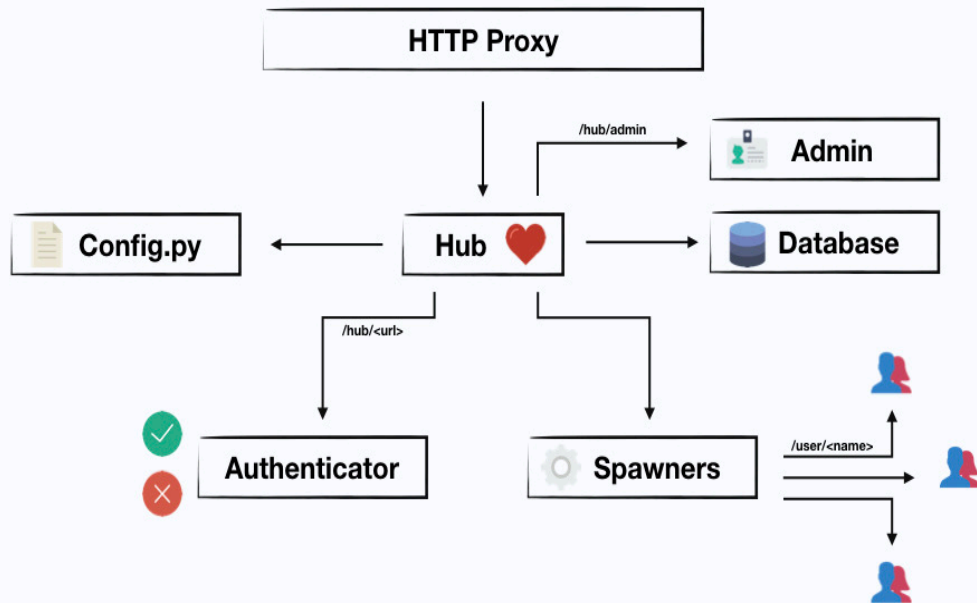 HTTP Proxy
/hub/admin
Admin
Config.py
Hub
Database
/hub/<url>
/user/<name>
Authenticator
Spawners